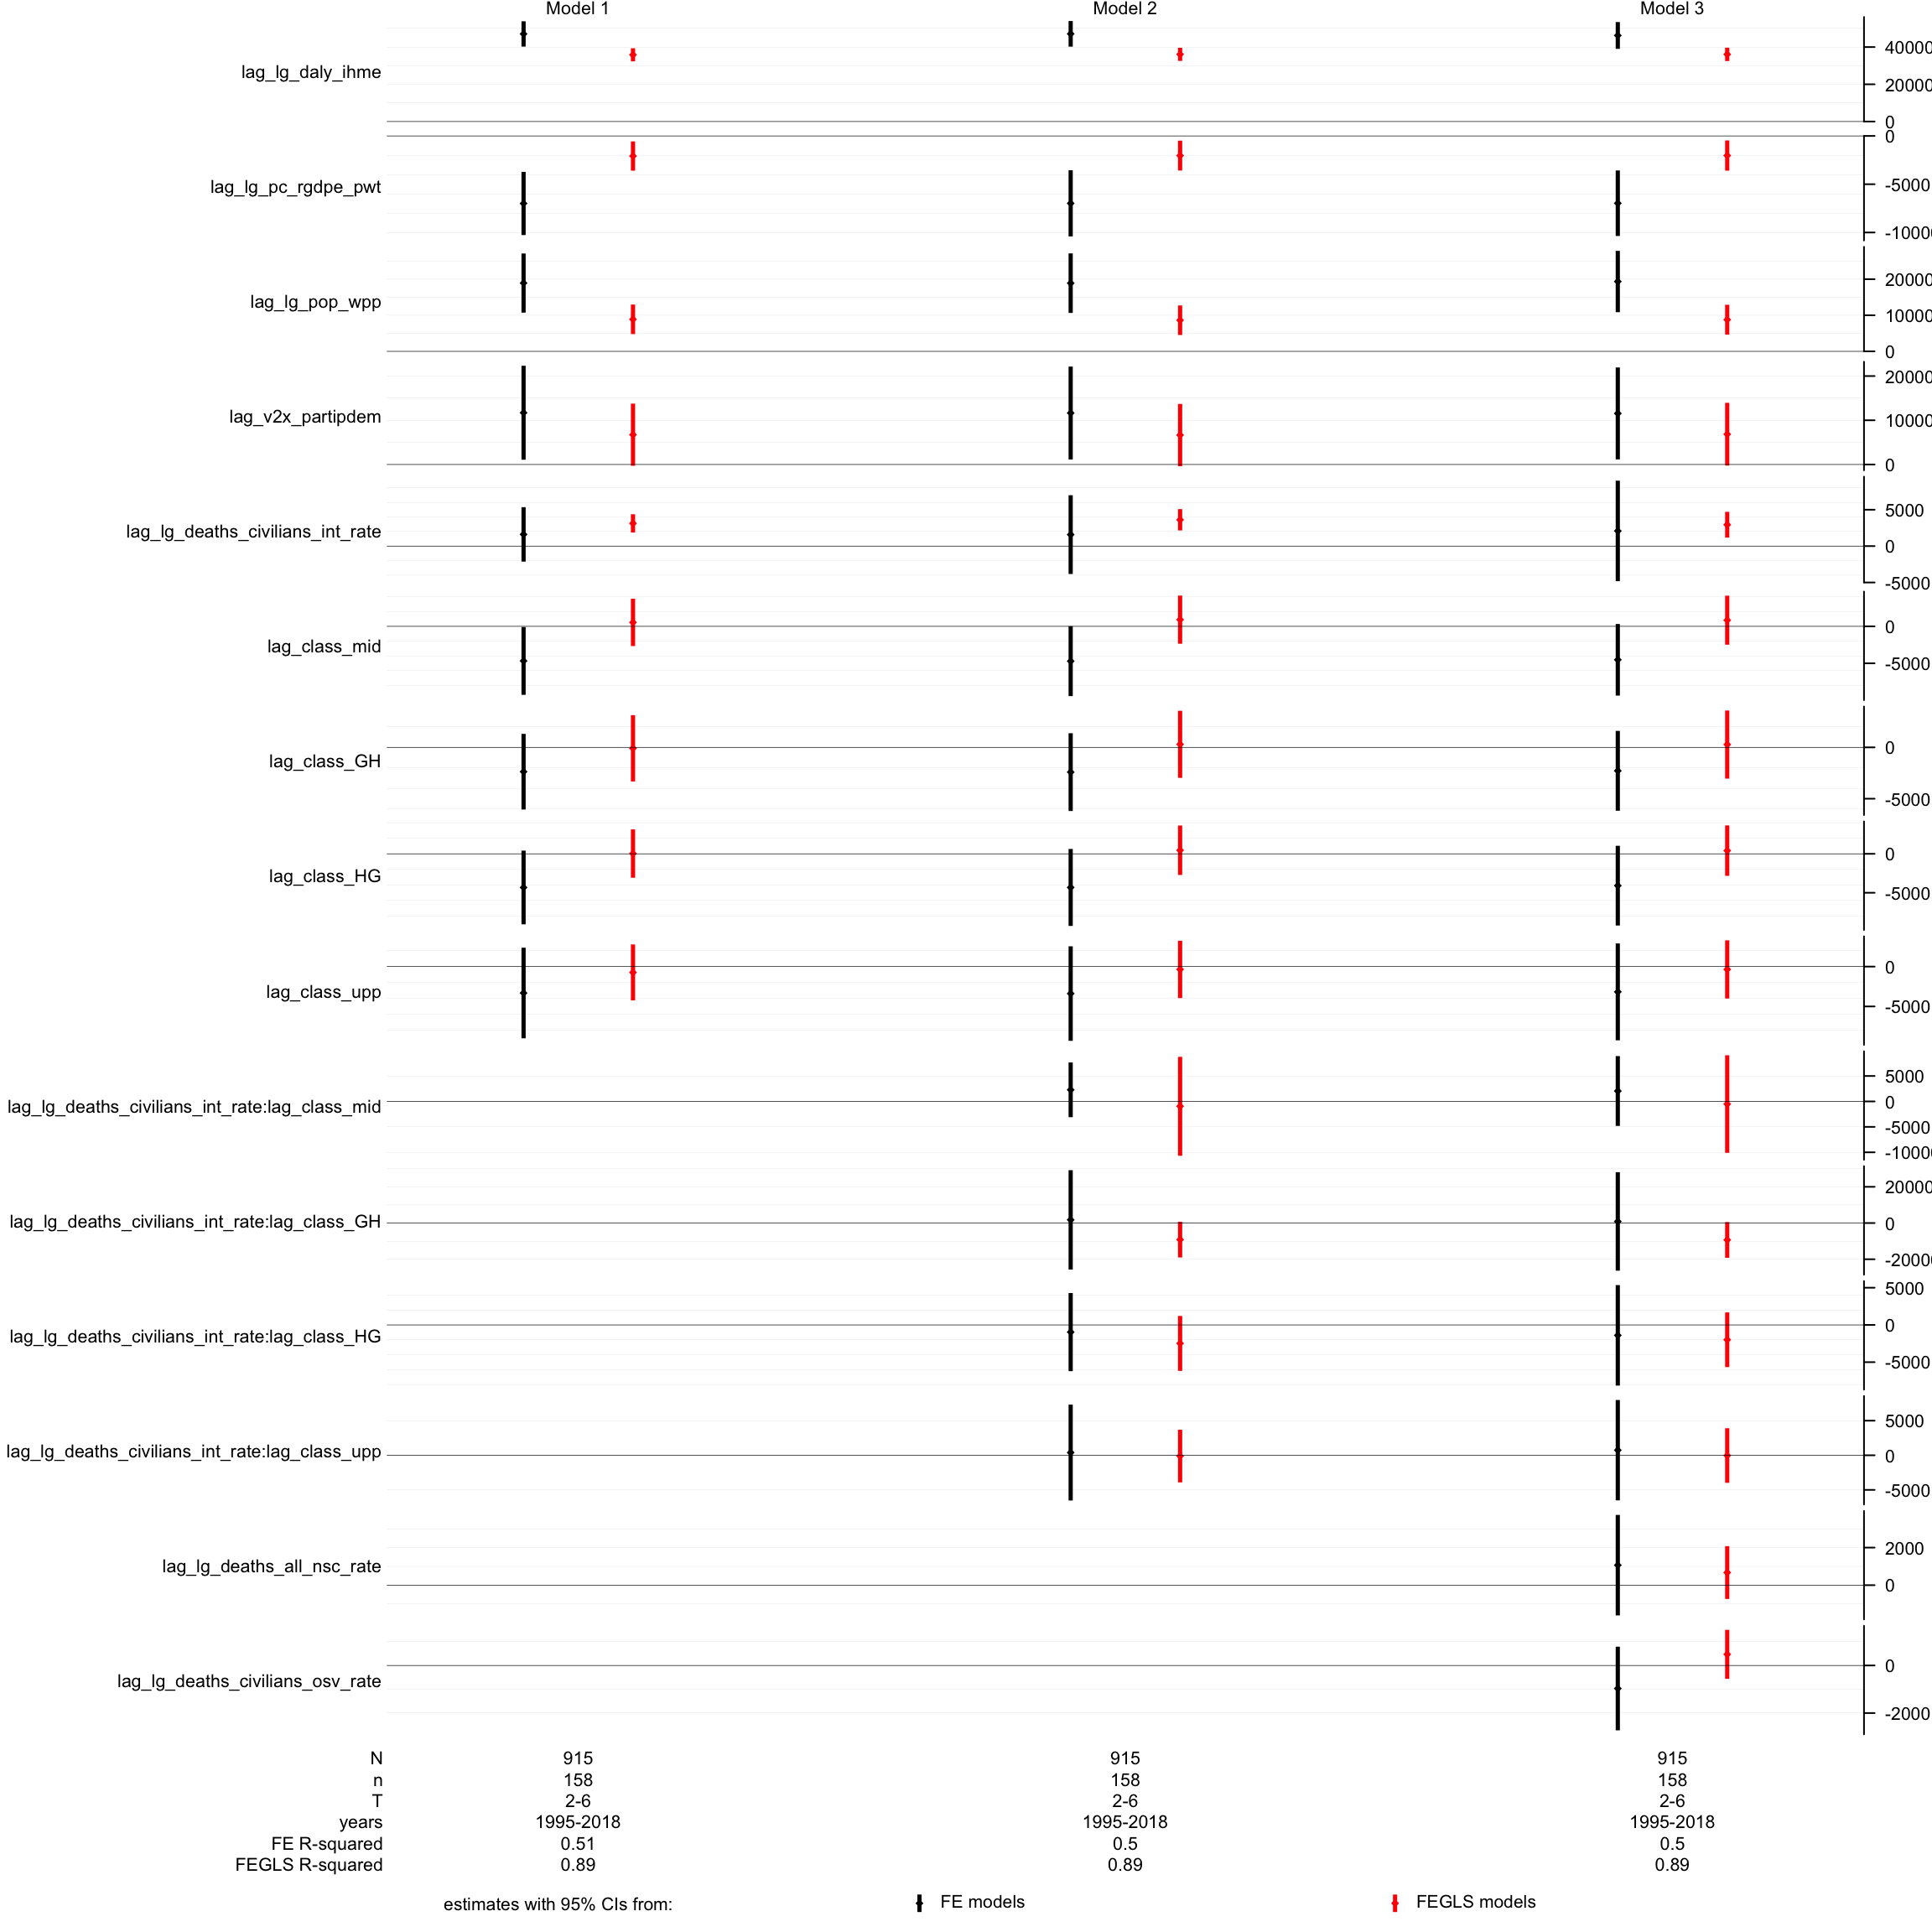 Model 1 Model 2 Model 3
lag_lg_daly_ihme
40000
20000
0
lag_lg_pc_rgdpe_pwt
0
-5000
-1000
lag_lg_pop_wpp
20000
10000
0
lag_v2x_partipdem
20000
10000
0
lag_lg_deaths_civilians_int_rate
5000
0
-5000
lag_class_mid
0
-5000
lag_class_GH
0
-5000
lag_class_HG
0
-5000
lag_class_upp
0
-5000
lag_lg_deaths_civilians_int_rate:lag_class_mid
5000
0
-5000
-1000
lag_lg_deaths_civilians_int_rate:lag_class_GH
20000
0
-2000
lag_lg_deaths_civilians_int_rate:lag_class_HG
5000
0
-5000
lag_lg_deaths_civilians_int_rate:lag_class_upp
5000
0
-5000
lag_lg_deaths_all_nsc_rate
2000
0
lag_lg_deaths_civilians_osv_rate
0
-2000
N 915 915 915
n 158 158 158
T 2-6 2-6 2-6
years 1995-2018 1995-2018 1995-2018
FE R-squared 0.51 0.5 0.5
FEGLS R-squared 0.89 0.89 0.89
estimates with 95% CIs from: FE models FEGLS models